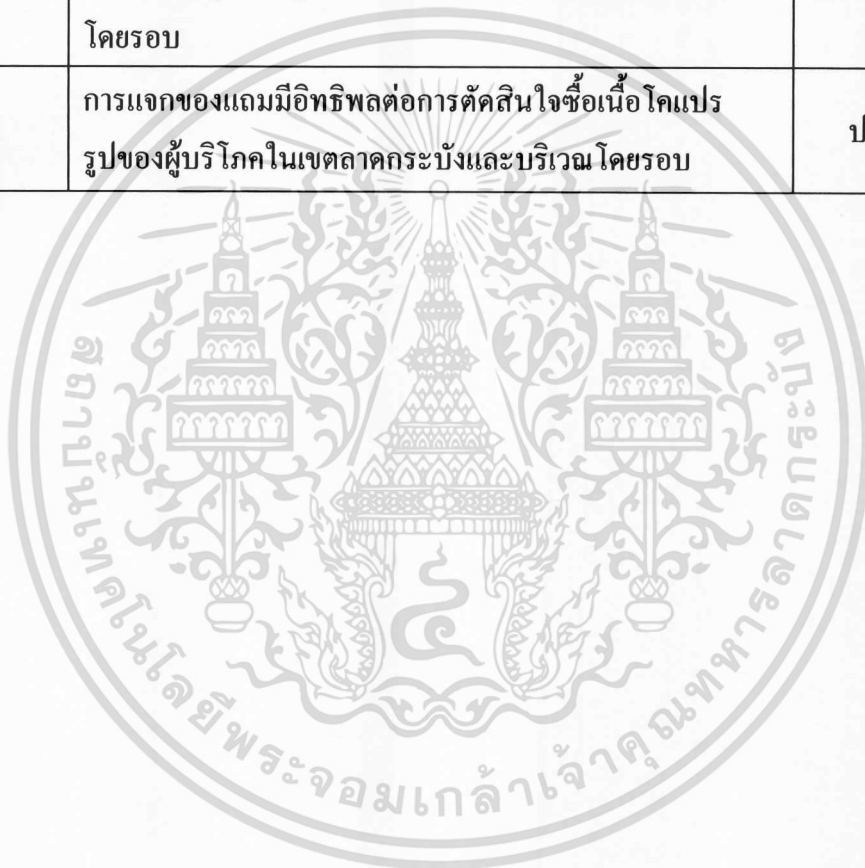 โดยรอบ
การแจกของแถมมีอิทธิพลต่อการตัดสินใจซื้อเนื้อโคแปร
รูปของผู้บริโภคในเขตลาดกระบังและบริเวณโดยรอบ
ป
สถาบันเทคโนโลยีพระจอมเกล้าเจ้าคุณทหารลาดกระบัง
๔